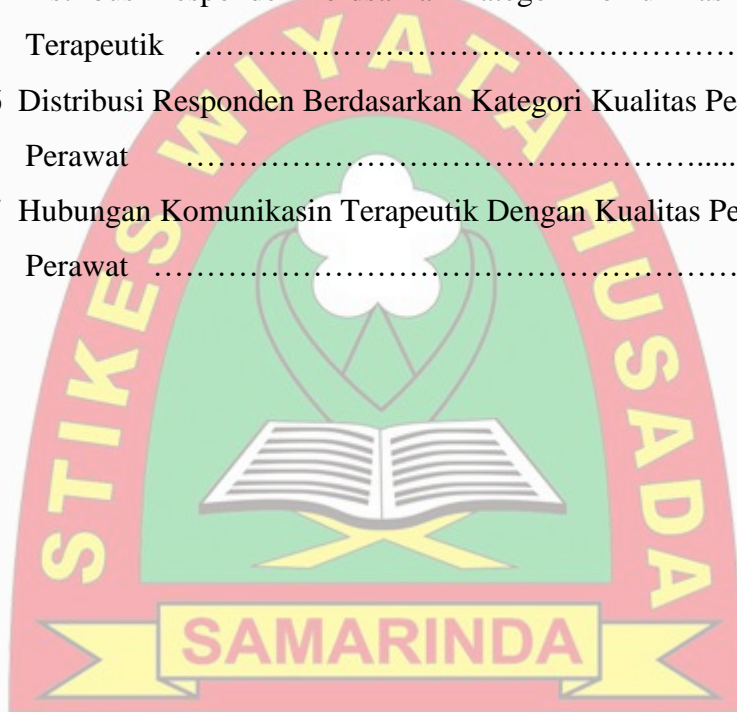 Terapeutik ……………………………………………
Distribusi Responden Berdasarkan Kategori Kualitas Pe
Perawat ……………………………………….....
Hubungan Komunikasin Terapeutik Dengan Kualitas Pe
Perawat ………………………………………………
STIKES WIYATA HUSADA
SAMARINDA